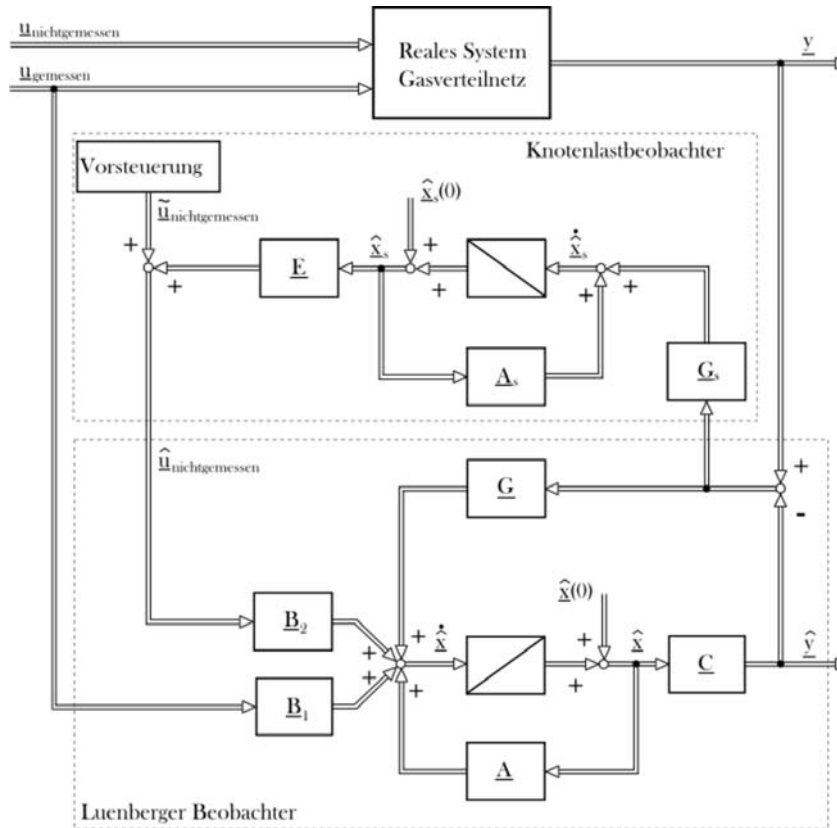 u_nichtgemessen
u_gemessen
Reales System
Gasverteilnetz
y
Knotenlastbeobachter
Vorsteuerung
ũ_nichtgemessen
x̂_s(0)
+
+
E
x̂_s
+
+
ẋ̂_s
+
+
A_s
G_s
û_nichtgemessen
G
+
-
B_2
B_1
+
+
+
+
ẋ̂
x̂(0)
+
+
x̂
C
ŷ
A
Luenberger Beobachter